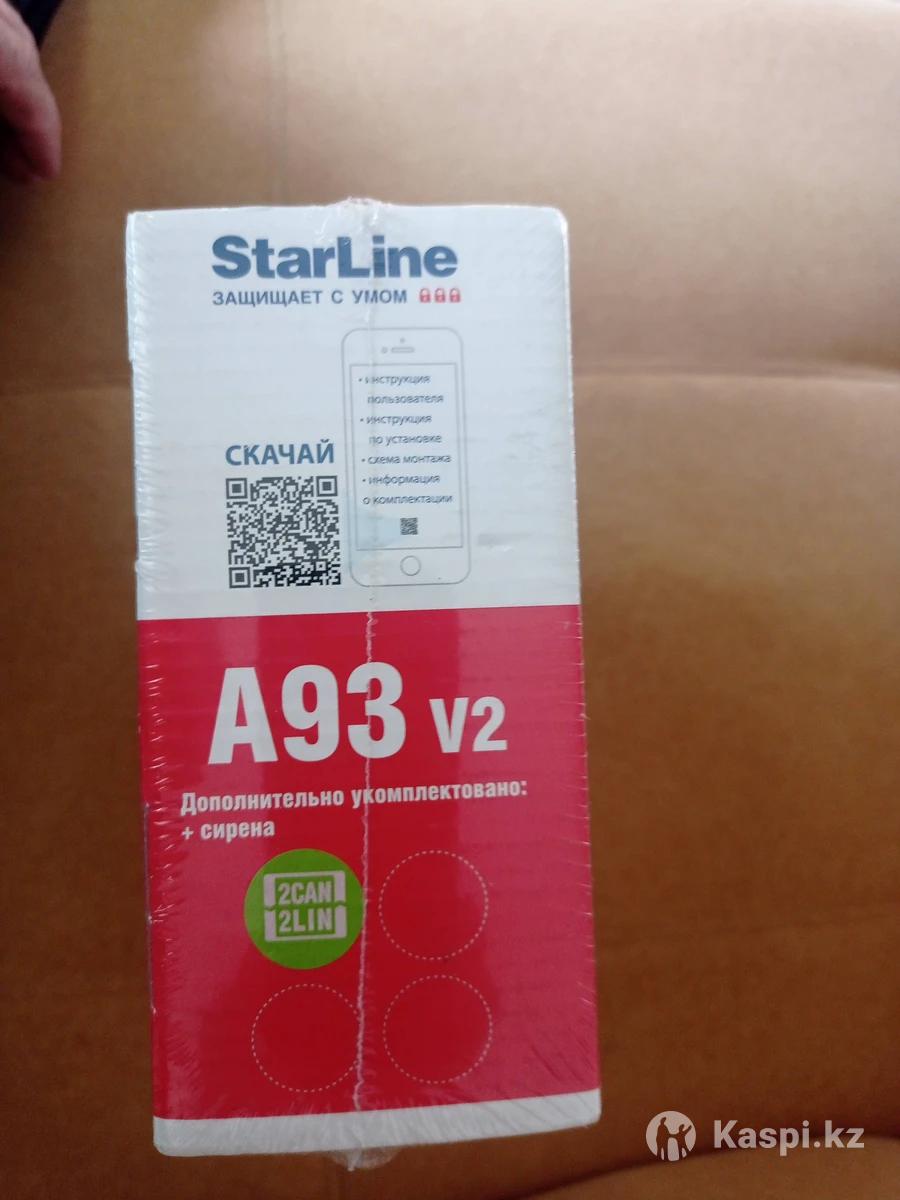 StarLine
ЗАЩИЩАЕТ С УМОМ
• инструкция
пользователя
• инструкция
по установке
• схема монтажа
• информация
о комплектации
СКАЧАЙ
A93 V2
Дополнительно укомплектовано:
+ сирена
2CAN
2LIN
Kaspi.kz